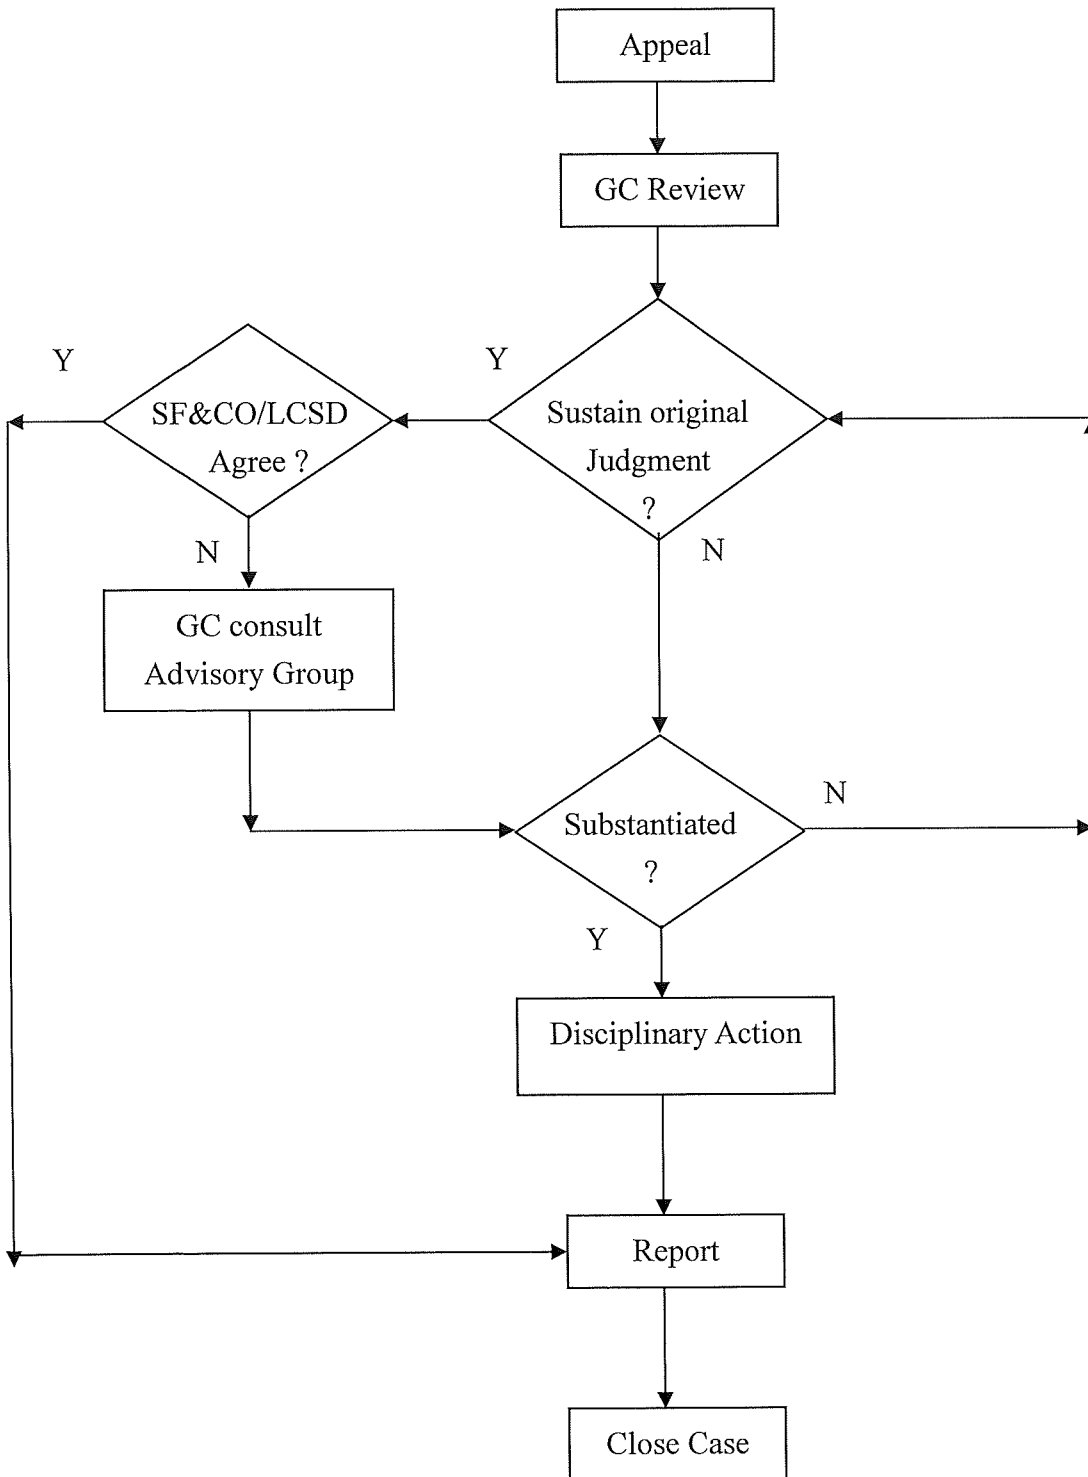 Appeal
GC Review
Y
Y
SF&CO/LCSD
Agree ?
Sustain original
Judgment
?
N
N
GC consult
Advisory Group
Substantiated
?
N
Y
Disciplinary Action
Report
Close Case